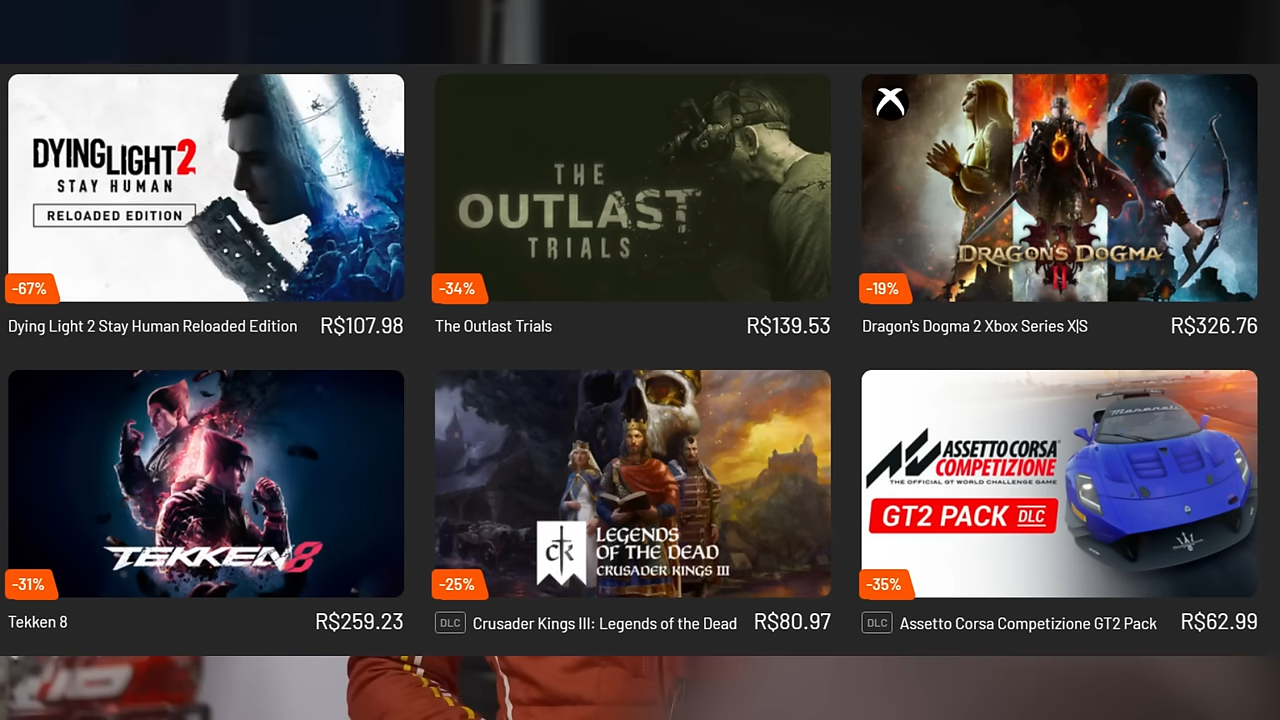 DYING LIGHT 2
STAY HUMAN
RELOADED EDITION
-67%
Dying Light 2 Stay Human Reloaded Edition R$107.98
THE
OUTLAST
TRIALS
-34%
The Outlast Trials R$139.53
DRAGON'S DOGMA
II
-19%
Dragon's Dogma 2 Xbox Series X|S R$326.76
TEKKEN 8
-31%
Tekken 8 R$259.23
CK
LEGENDS
OF THE DEAD
CRUSADER KINGS III
-25%
DLC Crusader Kings III: Legends of the Dead R$80.97
Maserati
ASSETTO CORSA
COMPETIZIONE
THE OFFICIAL GT WORLD CHALLENGE GAME
GT2 PACK DLC
-35%
DLC Assetto Corsa Competizione GT2 Pack R$62.99